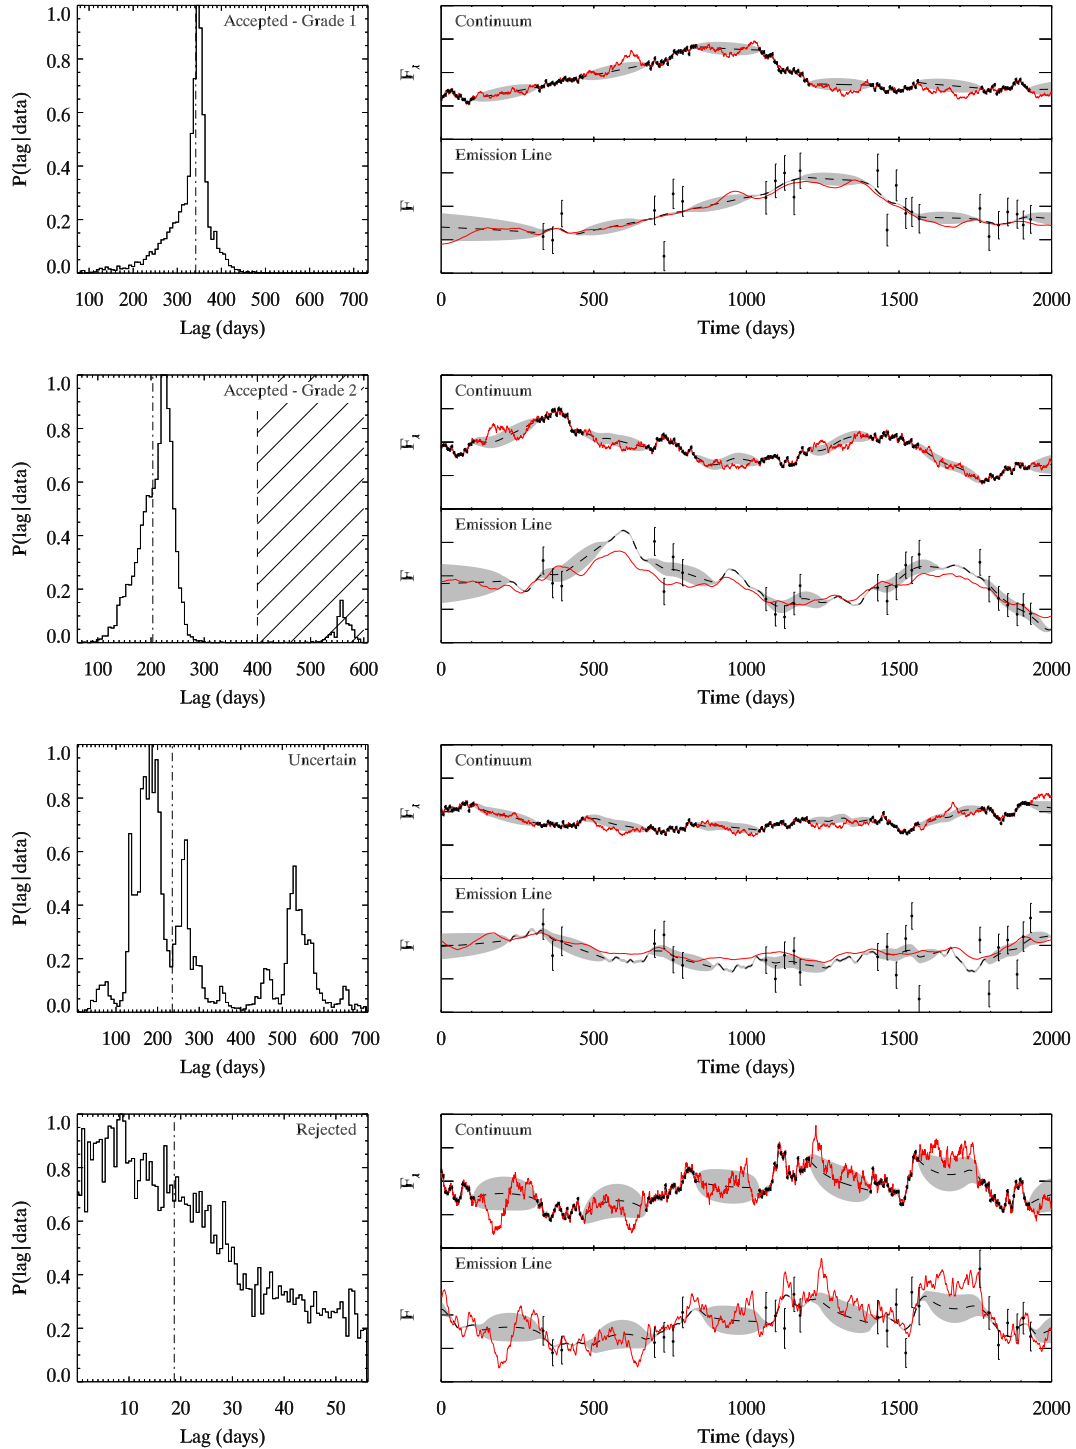 Accepted - Grade 1
1.0
0.8
0.6
0.4
0.2
0.0
P(lag|data)
100 200 300 400 500 600 700
Lag (days)
Continuum
Fλ
Emission Line
F
0 500 1000 1500 2000
Time (days)
Accepted - Grade 2
1.0
0.8
0.6
0.4
0.2
0.0
P(lag|data)
100 200 300 400 500 600
Lag (days)
Continuum
Fλ
Emission Line
F
0 500 1000 1500 2000
Time (days)
Uncertain
1.0
0.8
0.6
0.4
0.2
0.0
P(lag|data)
100 200 300 400 500 600 700
Lag (days)
Continuum
Fλ
Emission Line
F
0 500 1000 1500 2000
Time (days)
Rejected
1.0
0.8
0.6
0.4
0.2
0.0
P(lag|data)
10 20 30 40 50
Lag (days)
Continuum
Fλ
Emission Line
F
0 500 1000 1500 2000
Time (days)